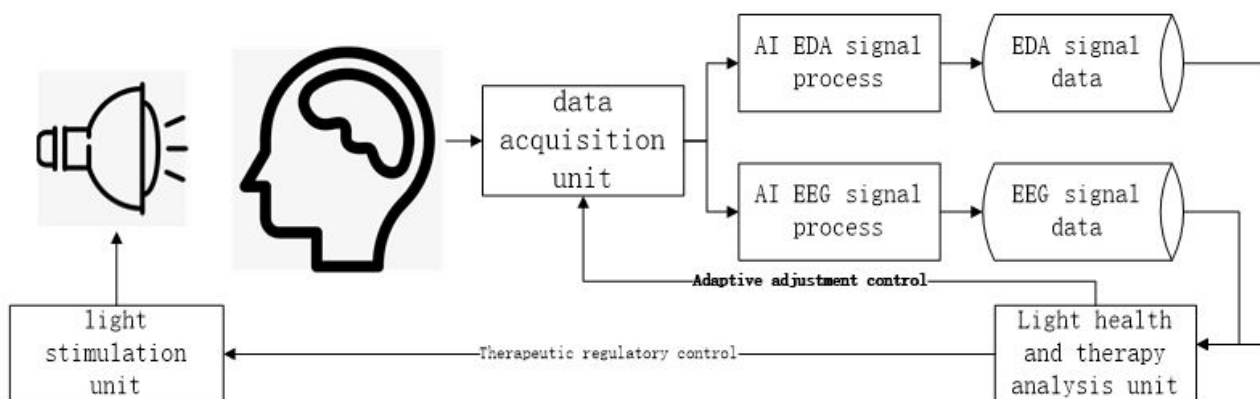 AI EDA signal
process
EDA signal
data
data
acquisition
unit
AI EEG signal
process
EEG signal
data
Adaptive adjustment control
light
stimulation
unit
Therapeutic regulatory control
Light health
and therapy
analysis unit